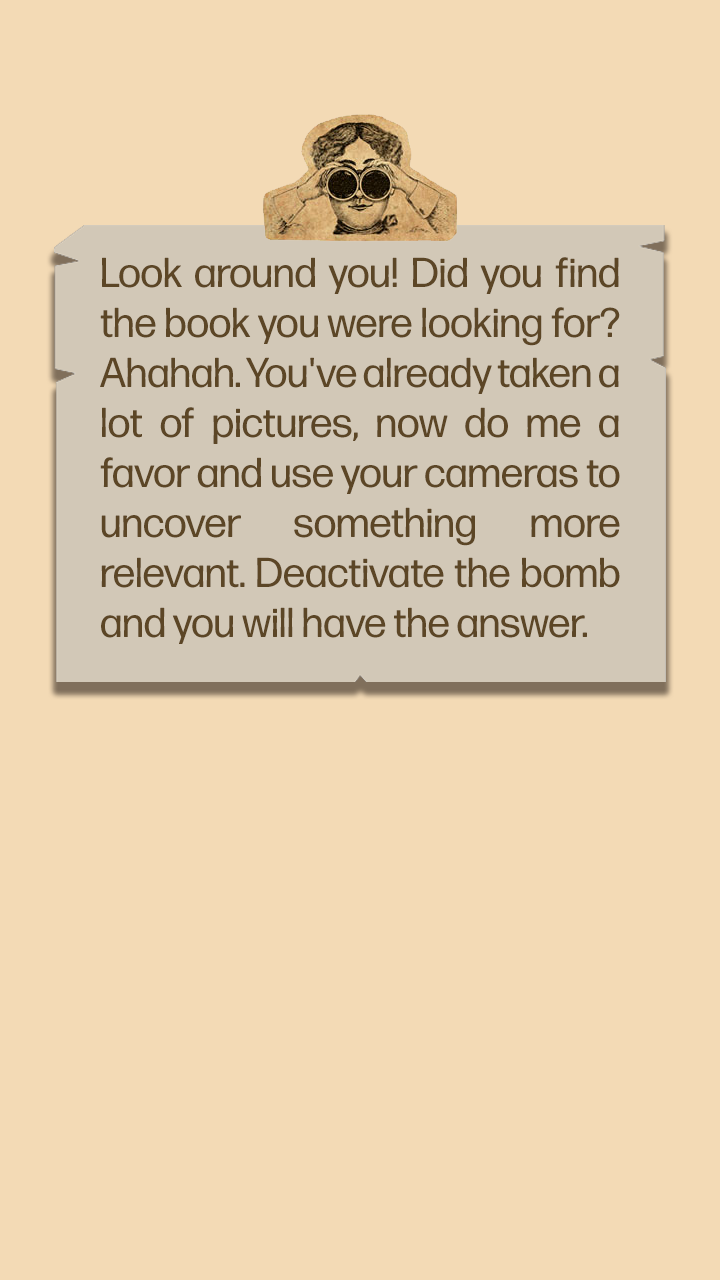 Look around you! Did you find
the book you were looking for?
Ahahah. You've already taken a
lot of pictures, now do me a
favor and use your cameras to
uncover something more
relevant. Deactivate the bomb
and you will have the answer.